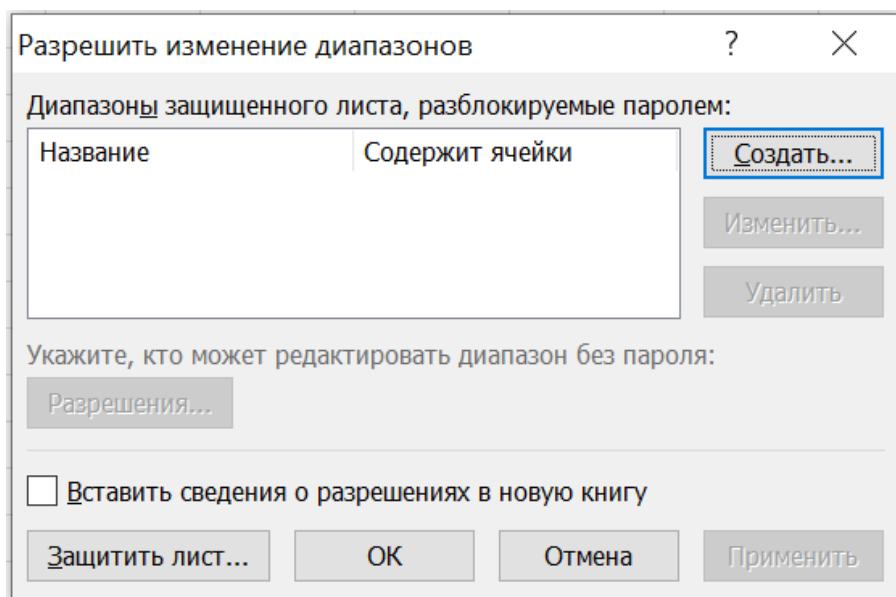 Разрешить изменение диапазонов ?
Диапазоны защищенного листа, разблокируемые паролем:
Название Содержит ячейки
Создать...
Изменить...
Удалить
Укажите, кто может редактировать диапазон без пароля:
Разрешения...
Вставить сведения о разрешениях в новую книгу
Защитить лист... ОК Отмена Применить